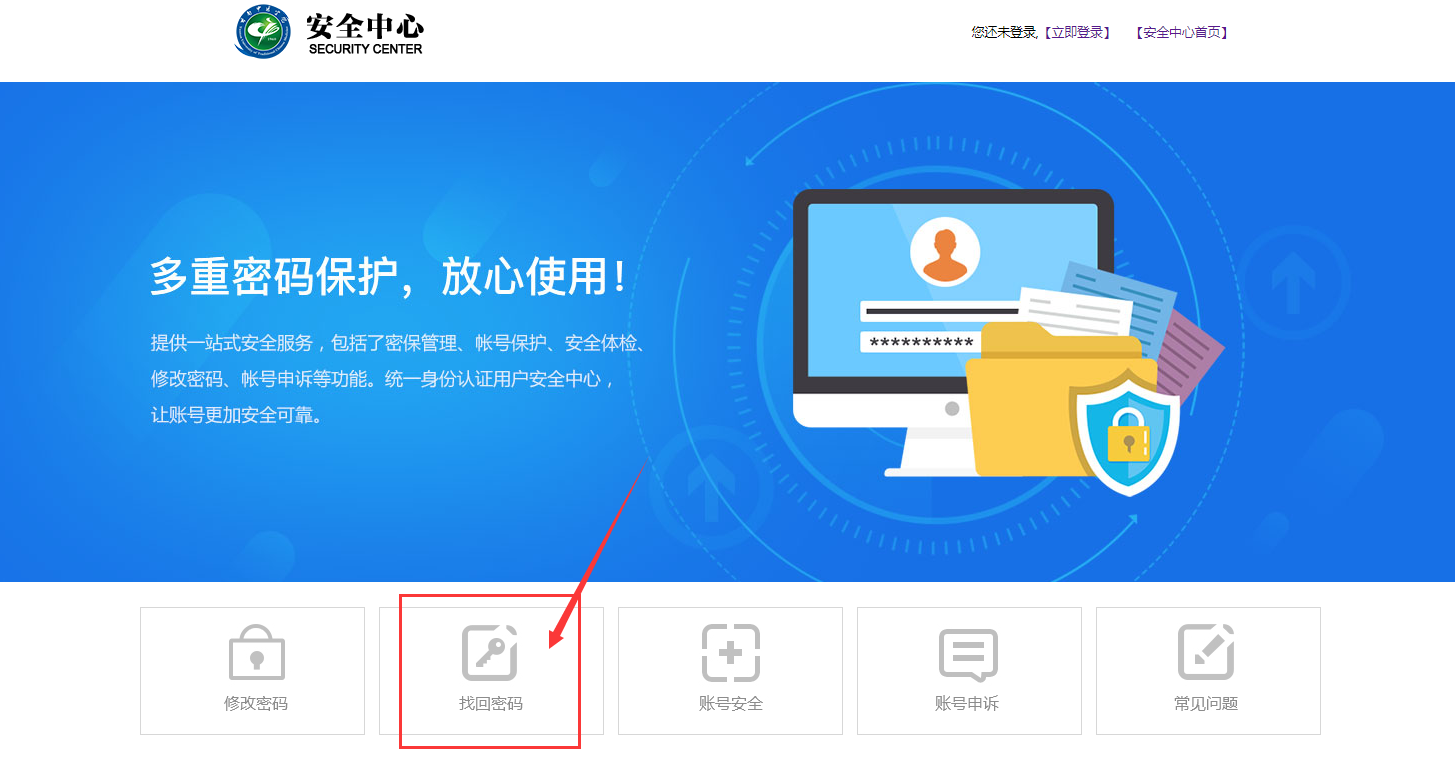 安全中心
SECURITY CENTER
您还未登录,【立即登录】 【安全中心首页】
多重密码保护，放心使用！
提供一站式安全服务，包括了密保管理、帐号保护、安全体检、
修改密码、帐号申诉等功能。统一身份认证用户安全中心，
让账号更加安全可靠。
**********
修改密码
找回密码
账号安全
账号申诉
常见问题